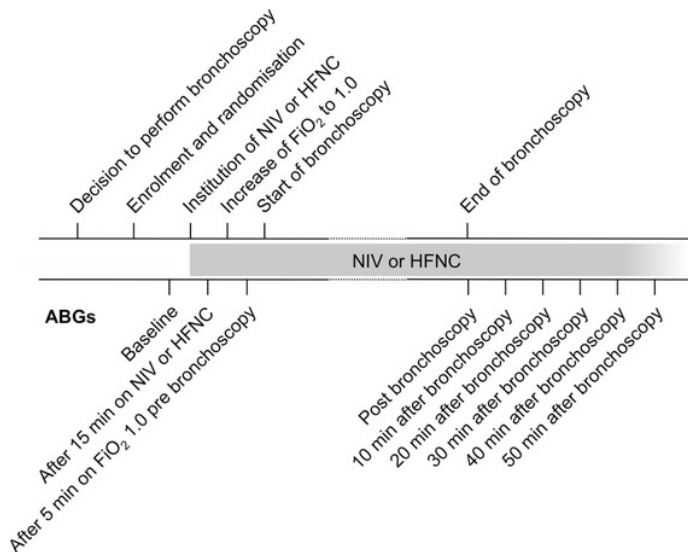 Decision to perform bronchoscopy
Enrolment and randomisation
Institution of NIV or HFNC
Increase of FiO₂ to 1.0
Start of bronchoscopy
End of bronchoscopy
NIV or HFNC
ABGs
Baseline
After 15 min on NIV or HFNC
After 5 min on FiO₂ 1.0 pre bronchoscopy
Post bronchoscopy
10 min after bronchoscopy
20 min after bronchoscopy
30 min after bronchoscopy
40 min after bronchoscopy
50 min after bronchoscopy